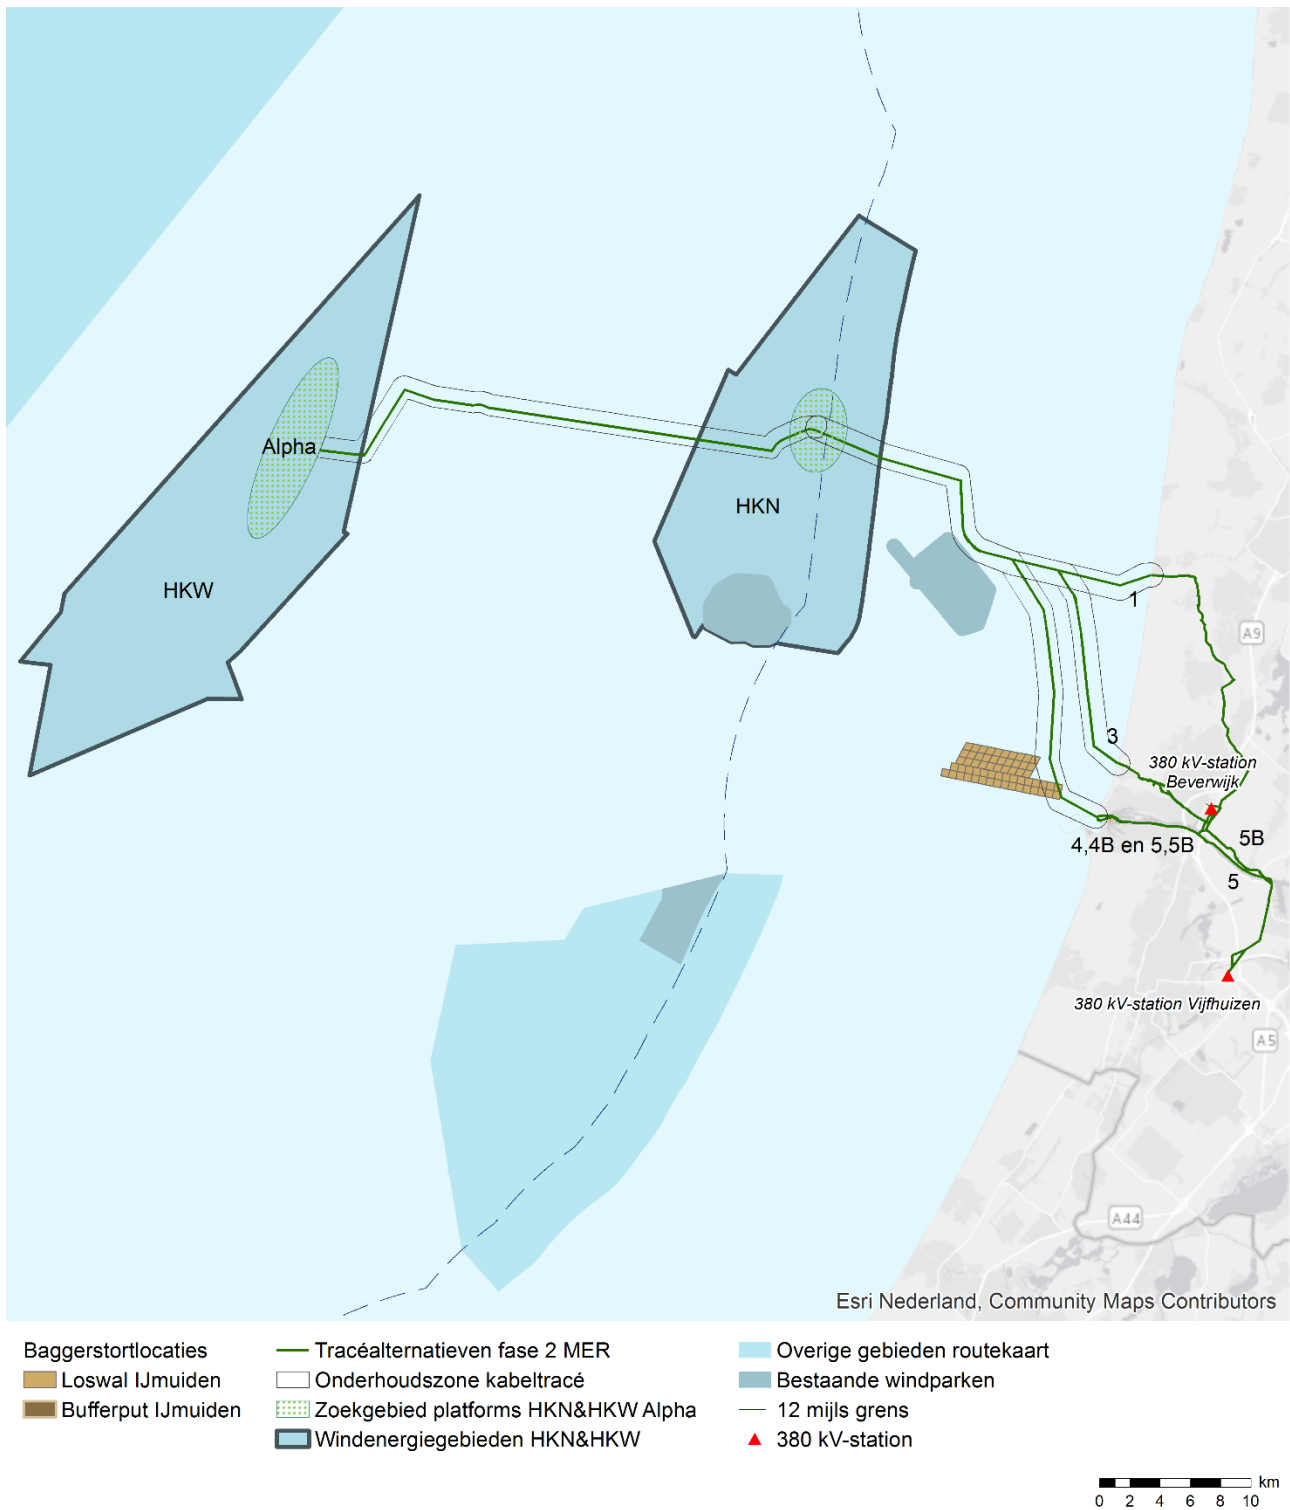 Alpha
HKN
HKW
1
A9
3
380 kV-station
Beverwijk
4,4B en 5,5B
5B
5
380 kV-station Vijfhuizen
A5
A44
Esri Nederland, Community Maps Contributors
Baggerstortlocaties
Loswal IJmuiden
Bufferput IJmuiden
Tracéalternatieven fase 2 MER
Onderhoudszone kabeltracé
Zoekgebied platforms HKN&HKW Alpha
Windenergiegebieden HKN&HKW
Overige gebieden routekaart
Bestaande windparken
12 mijls grens
380 kV-station
km
0 2 4 6 8 10